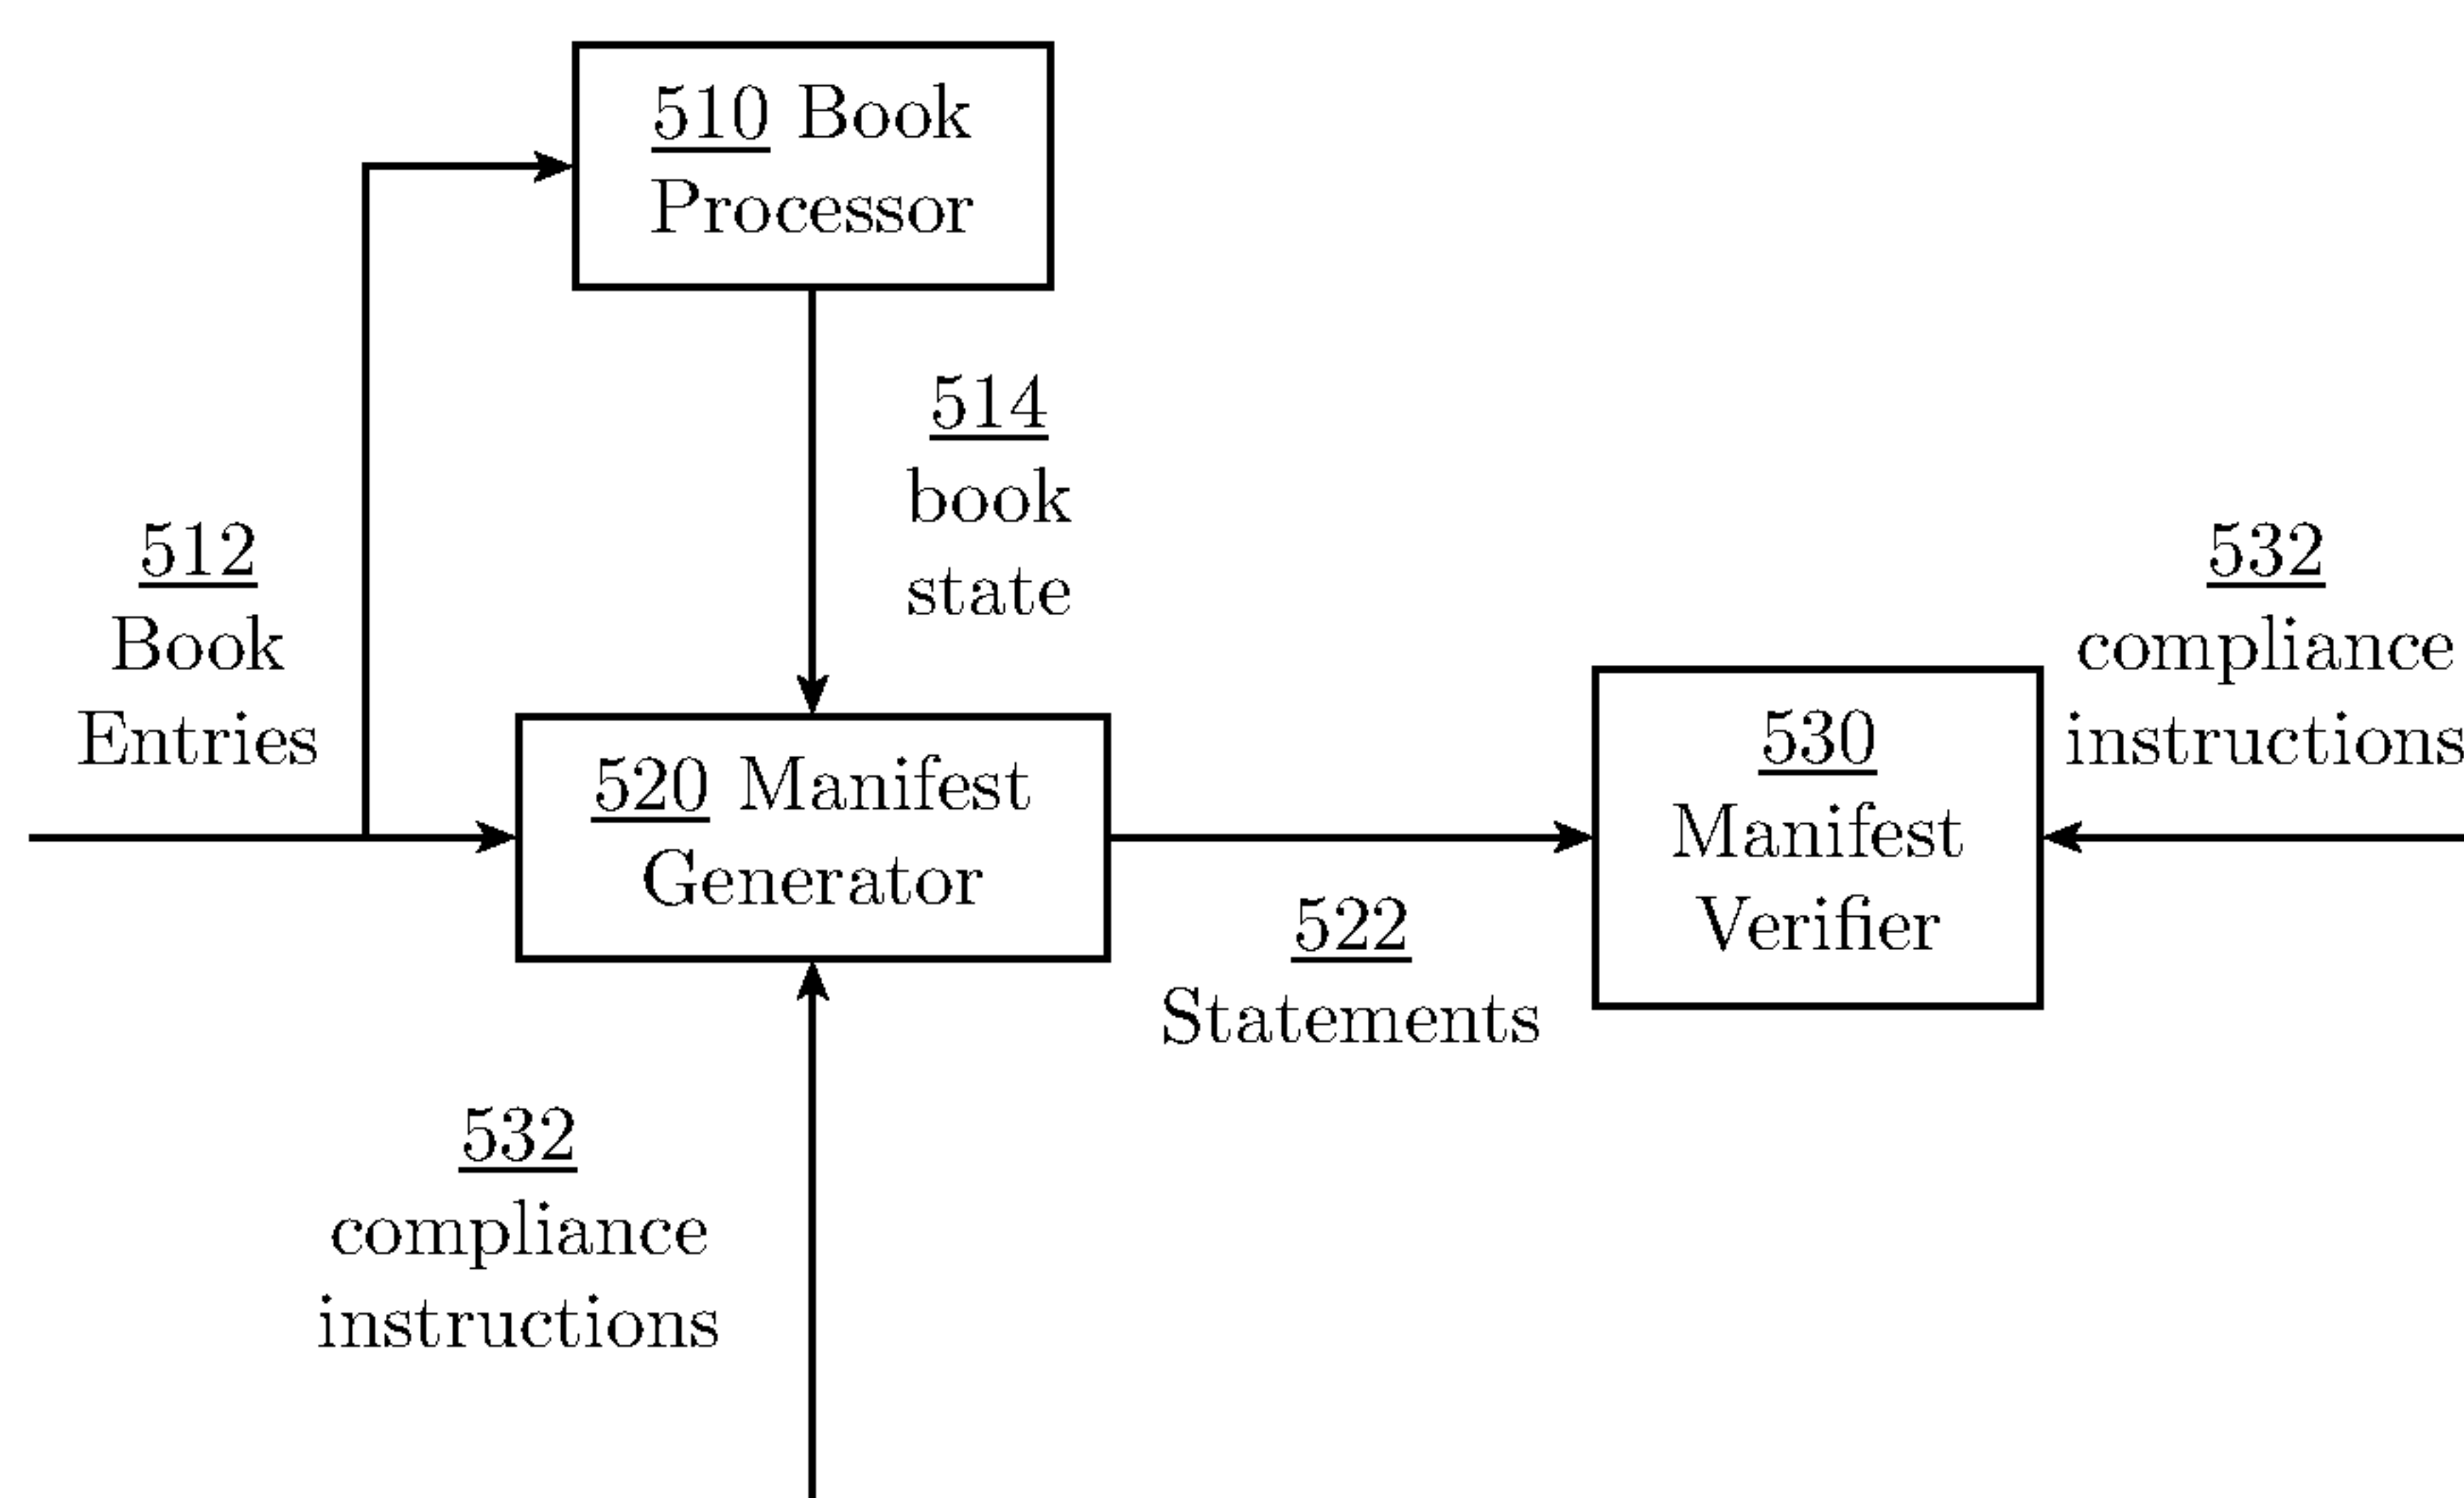 510 Book
Processor
514
book
state
512
Book
Entries
532
compliance
instructions
520 Manifest
Generator
530
Manifest
Verifier
522
Statements
532
compliance
instructions